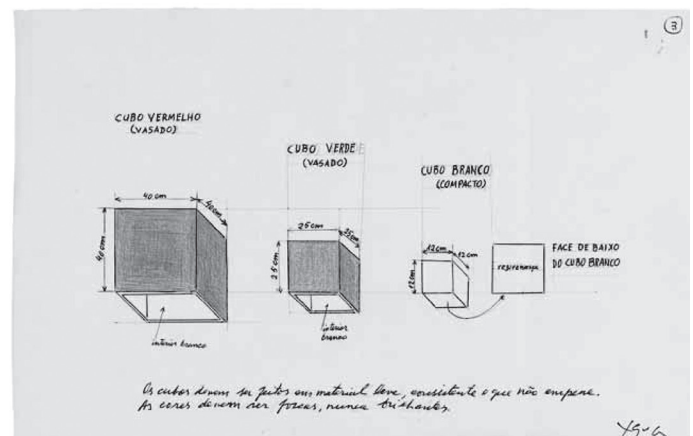 3
CUBO VERMELHO
(VASADO)
CUBO VERDE
(VASADO)
CUBO BRANCO
(COMPACTO)
40 cm
40 cm
40 cm
25 cm
25 cm
25 cm
12 cm
12 cm
12 cm
FACE DE BAIXO
DO CUBO BRANCO
interior branco
interior
branco
Os cubos devem ser feitos em material leve, consistente e que não empene.
As cores devem ser foscas, nunca brilhantes.